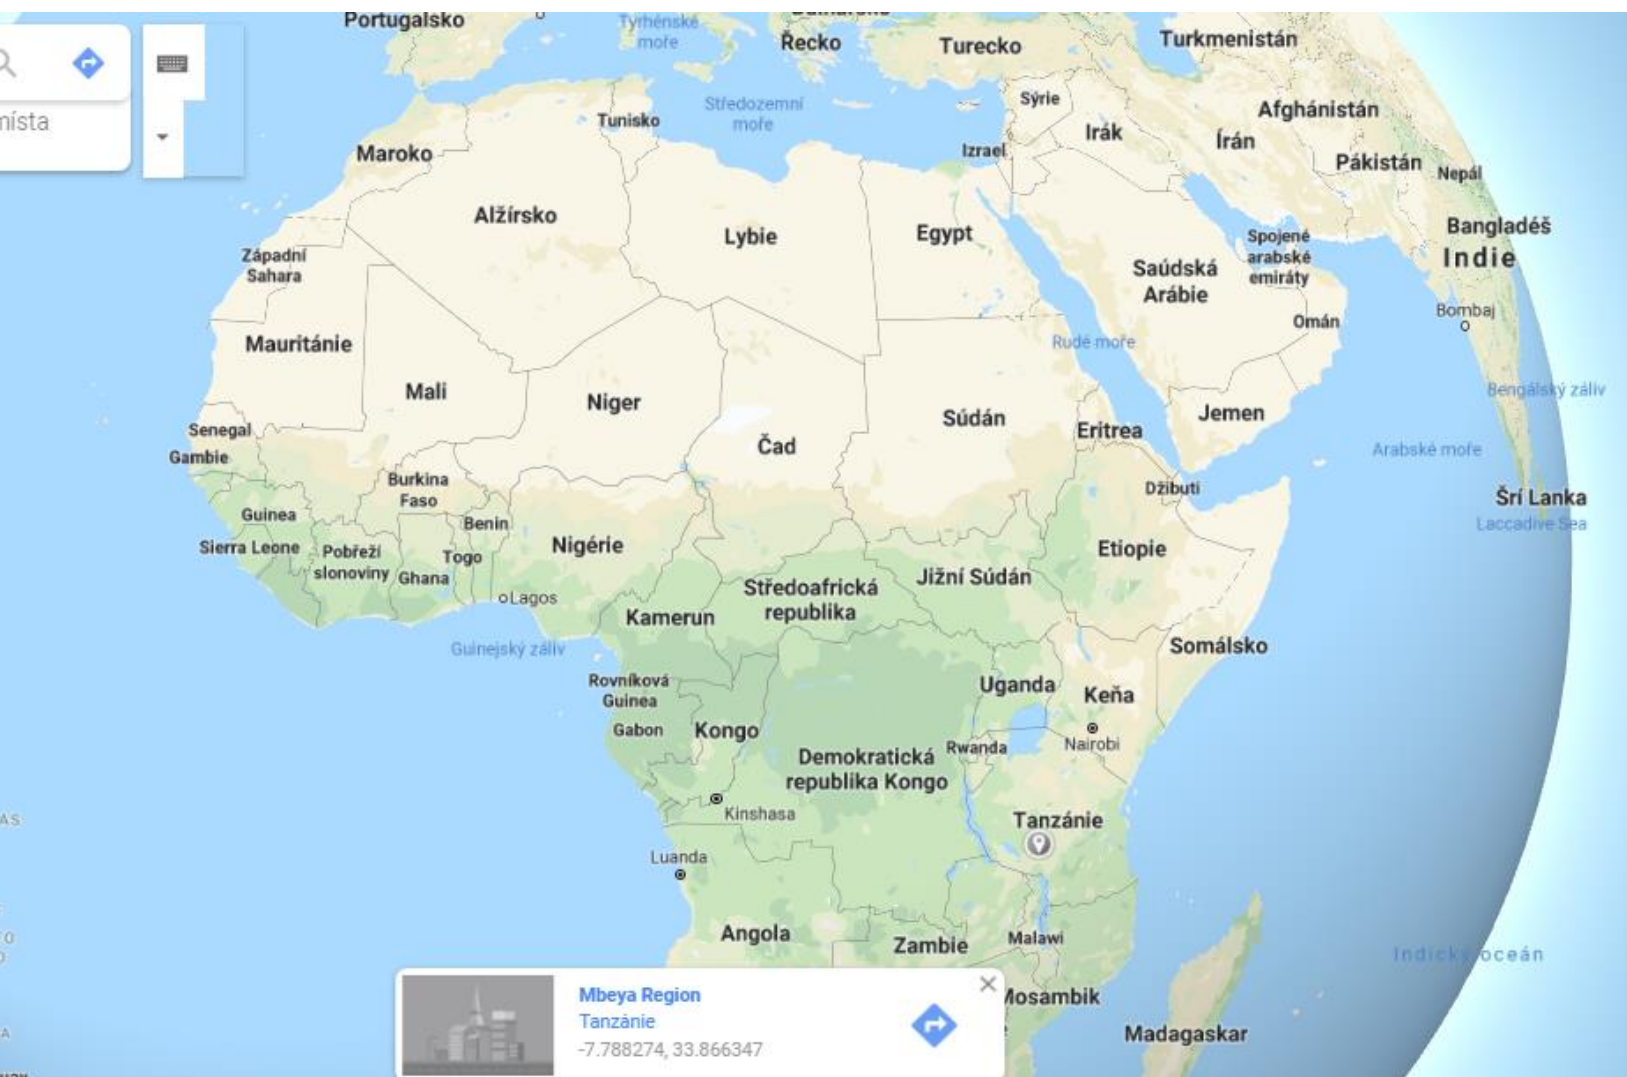 Portugalsko
Tyrhénské
moře
Řecko
Turecko
Turkmenistán
místa
Tunisko
Středozemní
moře
Sýrie
Izrael
Irák
Írán
Afghánistán
Pákistán
Nepál
Maroko
Alžírsko
Lybie
Egypt
Saúdská
Arábie
Spojené
arabské
emiráty
Bangladéš
Indie
Bombaj
Omán
Západní
Sahara
Mauritánie
Mali
Niger
Čad
Súdán
Rudé moře
Eritrea
Jemen
Bengálský záliv
Arabské moře
Senegal
Gambie
Burkina
Faso
Guinea
Benin
Sierra Leone
Pobřeží
slonoviny
Ghana
Togo
Nigérie
Lagos
Džibuti
Etiopie
Šrí Lanka
Laccadive Sea
Středoafrická
republika
Jižní Súdán
Kamerun
Guinejský záliv
Somálsko
Rovníková
Guinea
Gabon
Kongo
Uganda
Keňa
Rwanda
Nairobi
Demokratická
republika Kongo
Kinshasa
Tanzánie
Luanda
Angola
Zambie
Malawi
Indický oceán
Mosambik
Madagaskar
Mbeya Region
Tanzánie
-7.788274, 33.866347